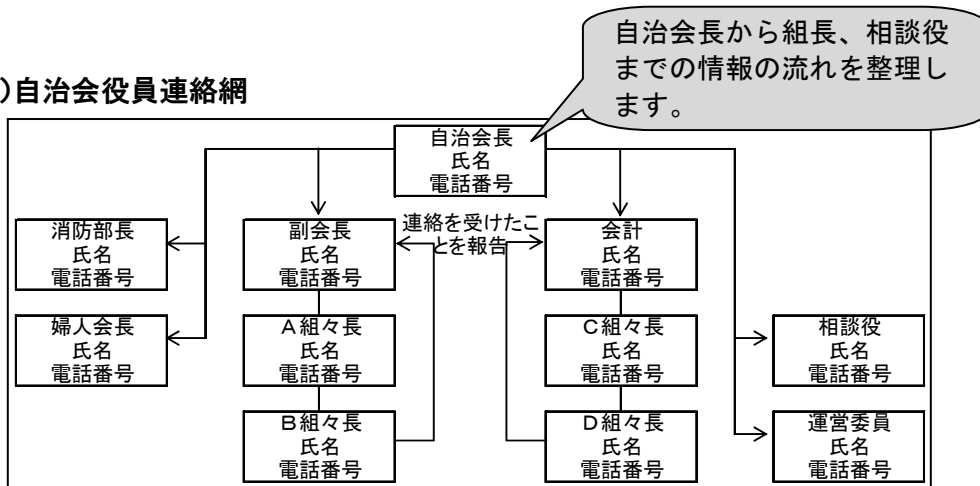 自治会長から組長、相談役
までの情報の流れを整理し
ます。
)自治会役員連絡網
自治会長
氏名
電話番号
消防部長
氏名
電話番号
副会長
氏名
電話番号
連絡を受けたこ
とを報告
会計
氏名
電話番号
婦人会長
氏名
電話番号
A組々長
氏名
電話番号
C組々長
氏名
電話番号
相談役
氏名
電話番号
B組々長
氏名
電話番号
D組々長
氏名
電話番号
運営委員
氏名
電話番号